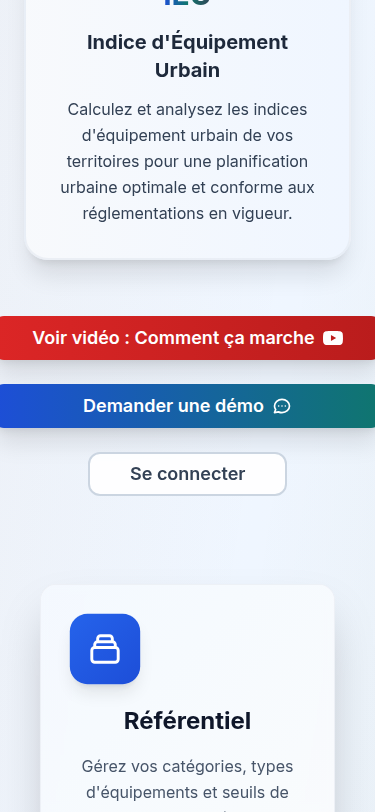 IEU
Indice d'Équipement
Urbain
Calculez et analysez les indices
d'équipement urbain de vos
territoires pour une planification
urbaine optimale et conforme aux
réglementations en vigueur.
Voir vidéo : Comment ça marche
Demander une démo
Se connecter
Référentiel
Gérez vos catégories, types
d'équipements et seuils de